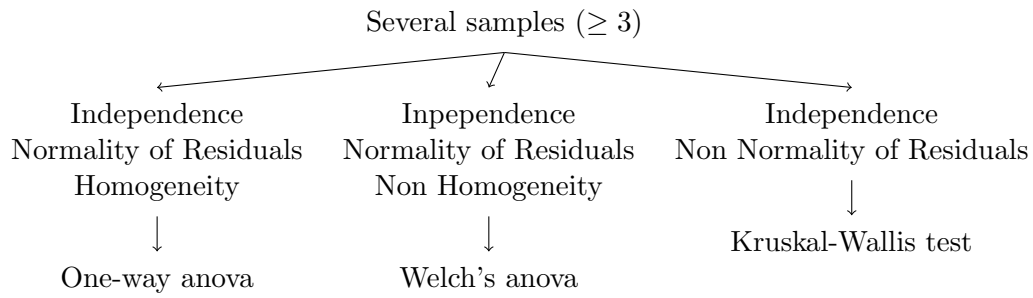 Several samples (≥ 3)
Independence
Normality of Residuals
Homogeneity
One-way anova
Inpependence
Normality of Residuals
Non Homogeneity
Welch's anova
Independence
Non Normality of Residuals
Kruskal-Wallis test